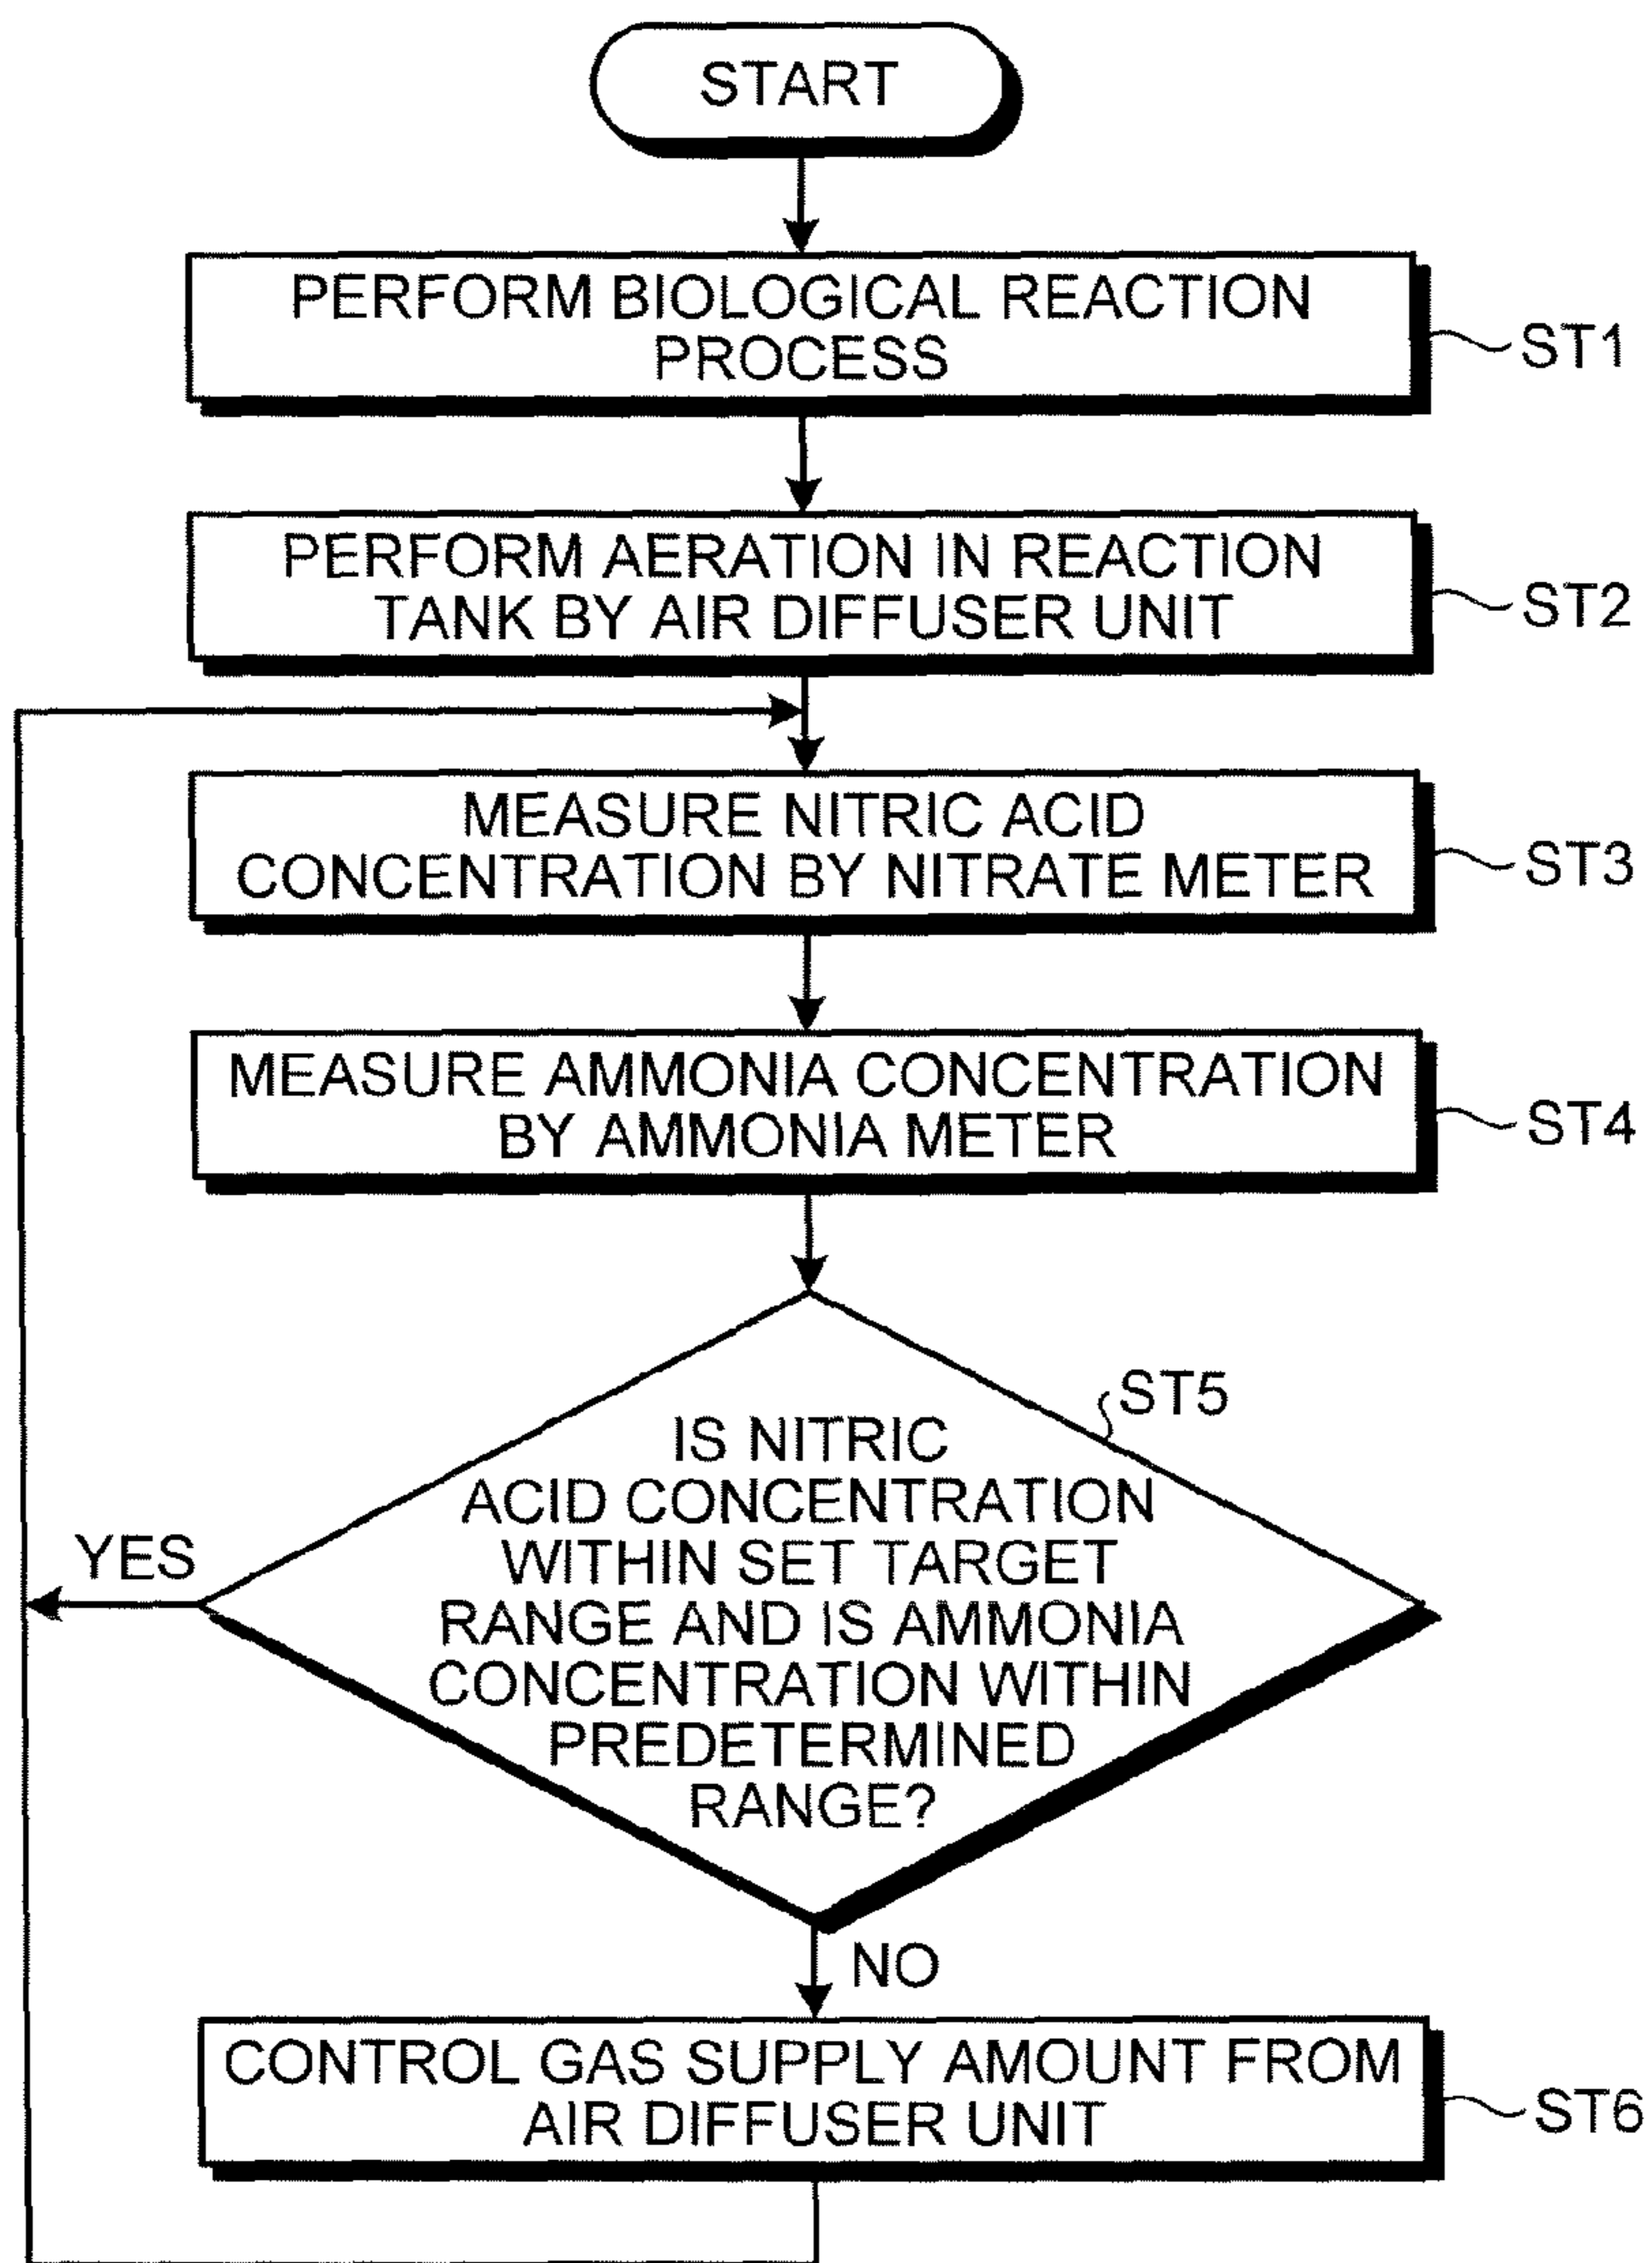 START
PERFORM BIOLOGICAL REACTION
PROCESS
ST1
PERFORM AERATION IN REACTION
TANK BY AIR DIFFUSER UNIT
ST2
MEASURE NITRIC ACID
CONCENTRATION BY NITRATE METER
ST3
MEASURE AMMONIA CONCENTRATION
BY AMMONIA METER
ST4
ST5
IS NITRIC
ACID CONCENTRATION
WITHIN SET TARGET
RANGE AND IS AMMONIA
CONCENTRATION WITHIN
PREDETERMINED
RANGE?
YES
NO
CONTROL GAS SUPPLY AMOUNT FROM
AIR DIFFUSER UNIT
ST6